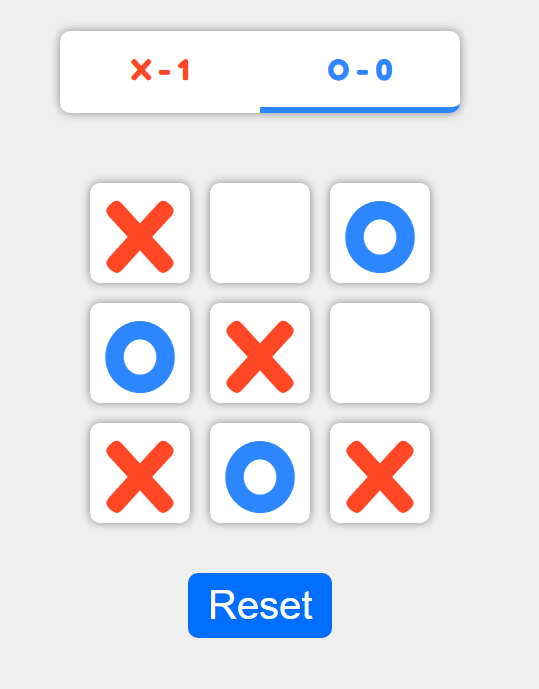 X - 1 O - 0
X O
O X
X O X
Reset